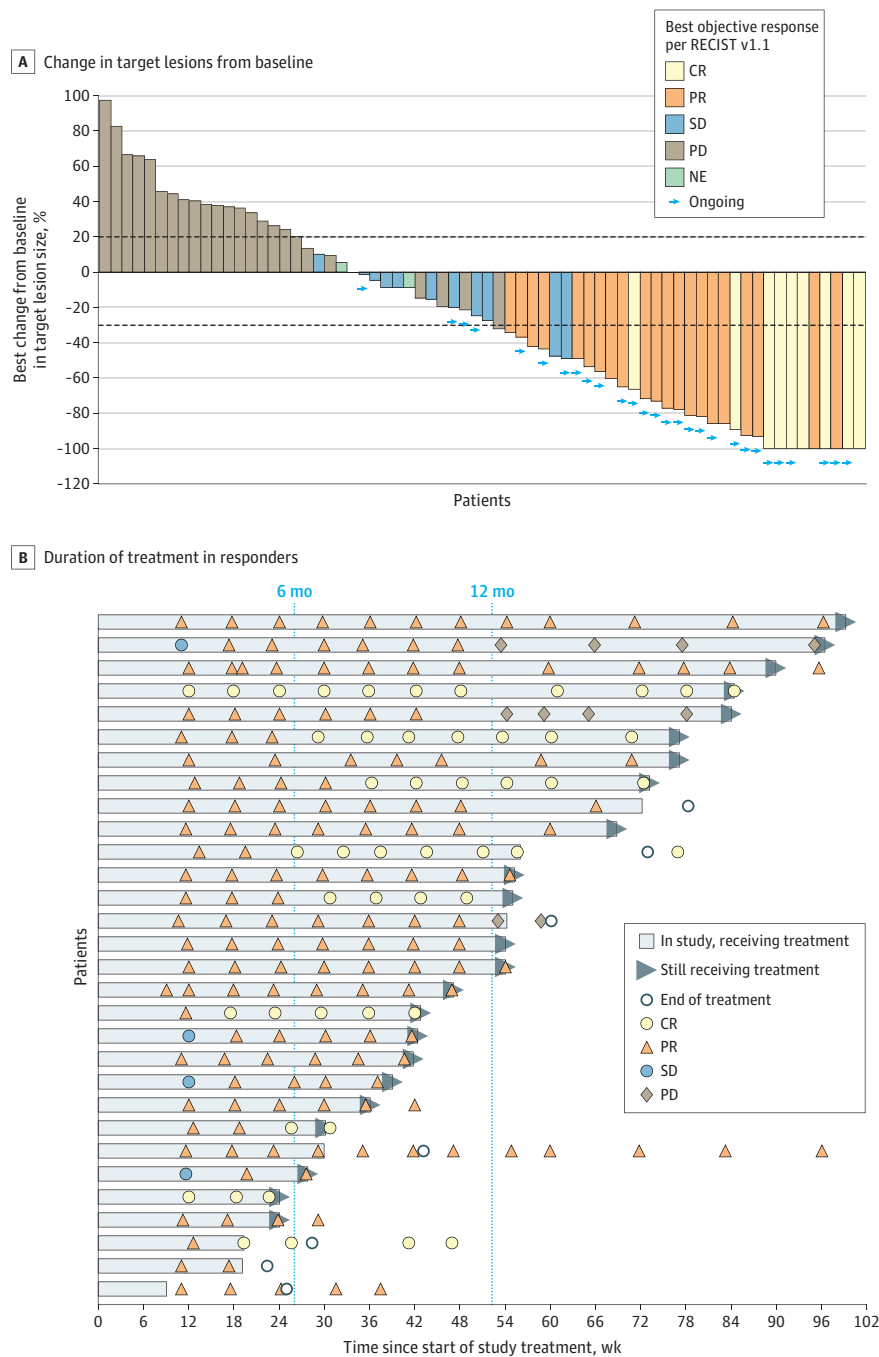 A Change in target lesions from baseline
Best objective response
per RECIST v1.1
CR
PR
SD
PD
NE
Ongoing
100
80
60
40
20
0
-20
-40
-60
-80
-100
-120
Best change from baseline
in target lesion size, %
Patients
B Duration of treatment in responders
6 mo
12 mo
Patients
In study, receiving treatment
Still receiving treatment
End of treatment
CR
PR
SD
PD
0 6 12 18 24 30 36 42 48 54 60 66 72 78 84 90 96 102
Time since start of study treatment, wk